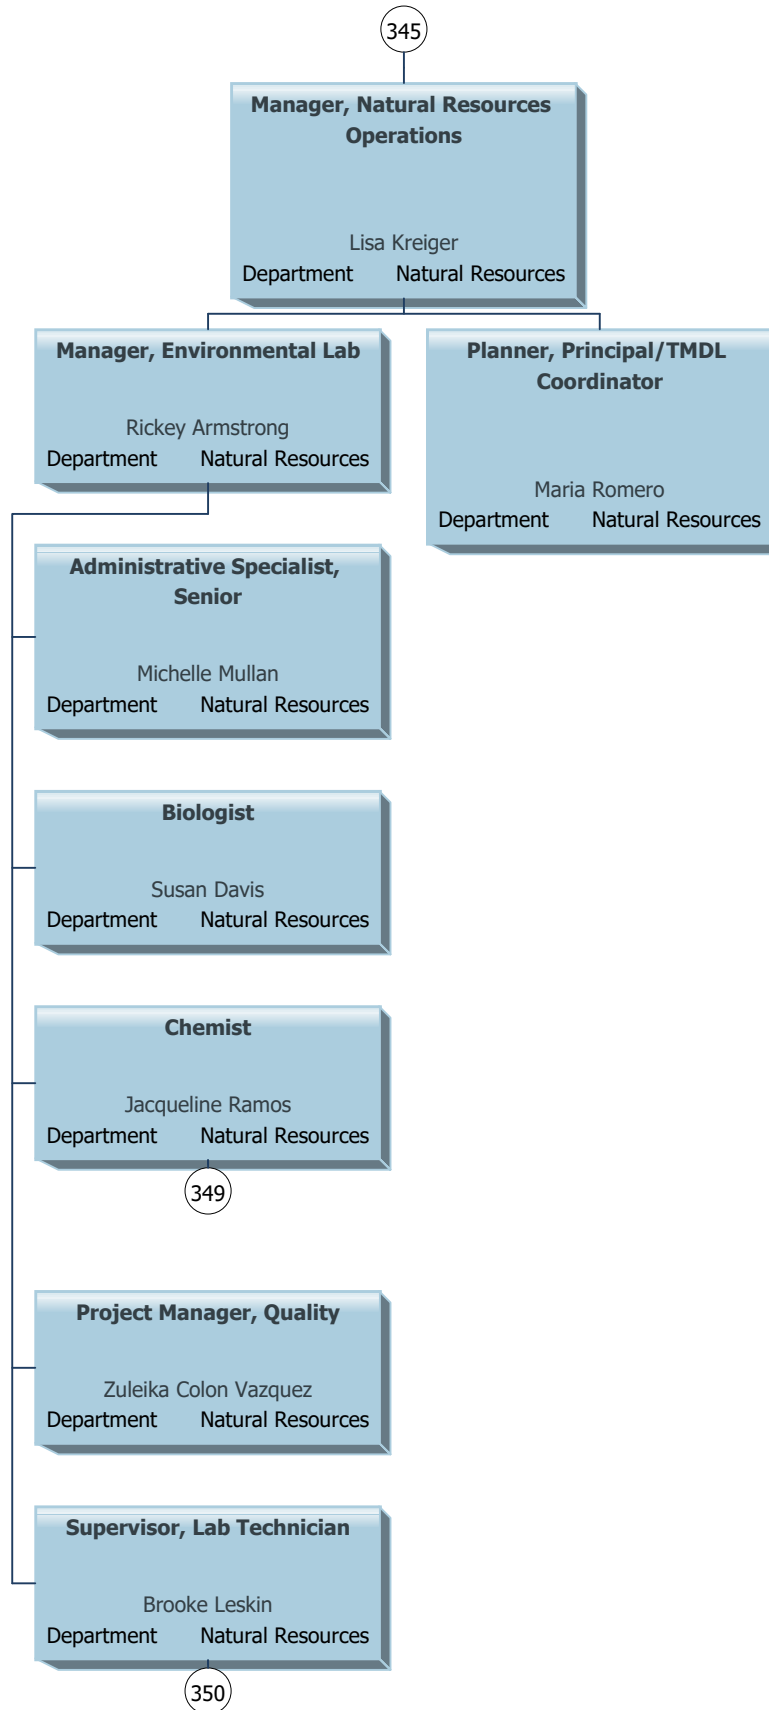 345
Manager, Natural Resources
Operations
Lisa Kreiger
Department Natural Resources
Manager, Environmental Lab
Rickey Armstrong
Department Natural Resources
Planner, Principal/TMDL
Coordinator
Maria Romero
Department Natural Resources
Administrative Specialist,
Senior
Michelle Mullan
Department Natural Resources
Biologist
Susan Davis
Department Natural Resources
Chemist
Jacqueline Ramos
Department Natural Resources
349
Project Manager, Quality
Zuleika Colon Vazquez
Department Natural Resources
Supervisor, Lab Technician
Brooke Leskin
Department Natural Resources
350